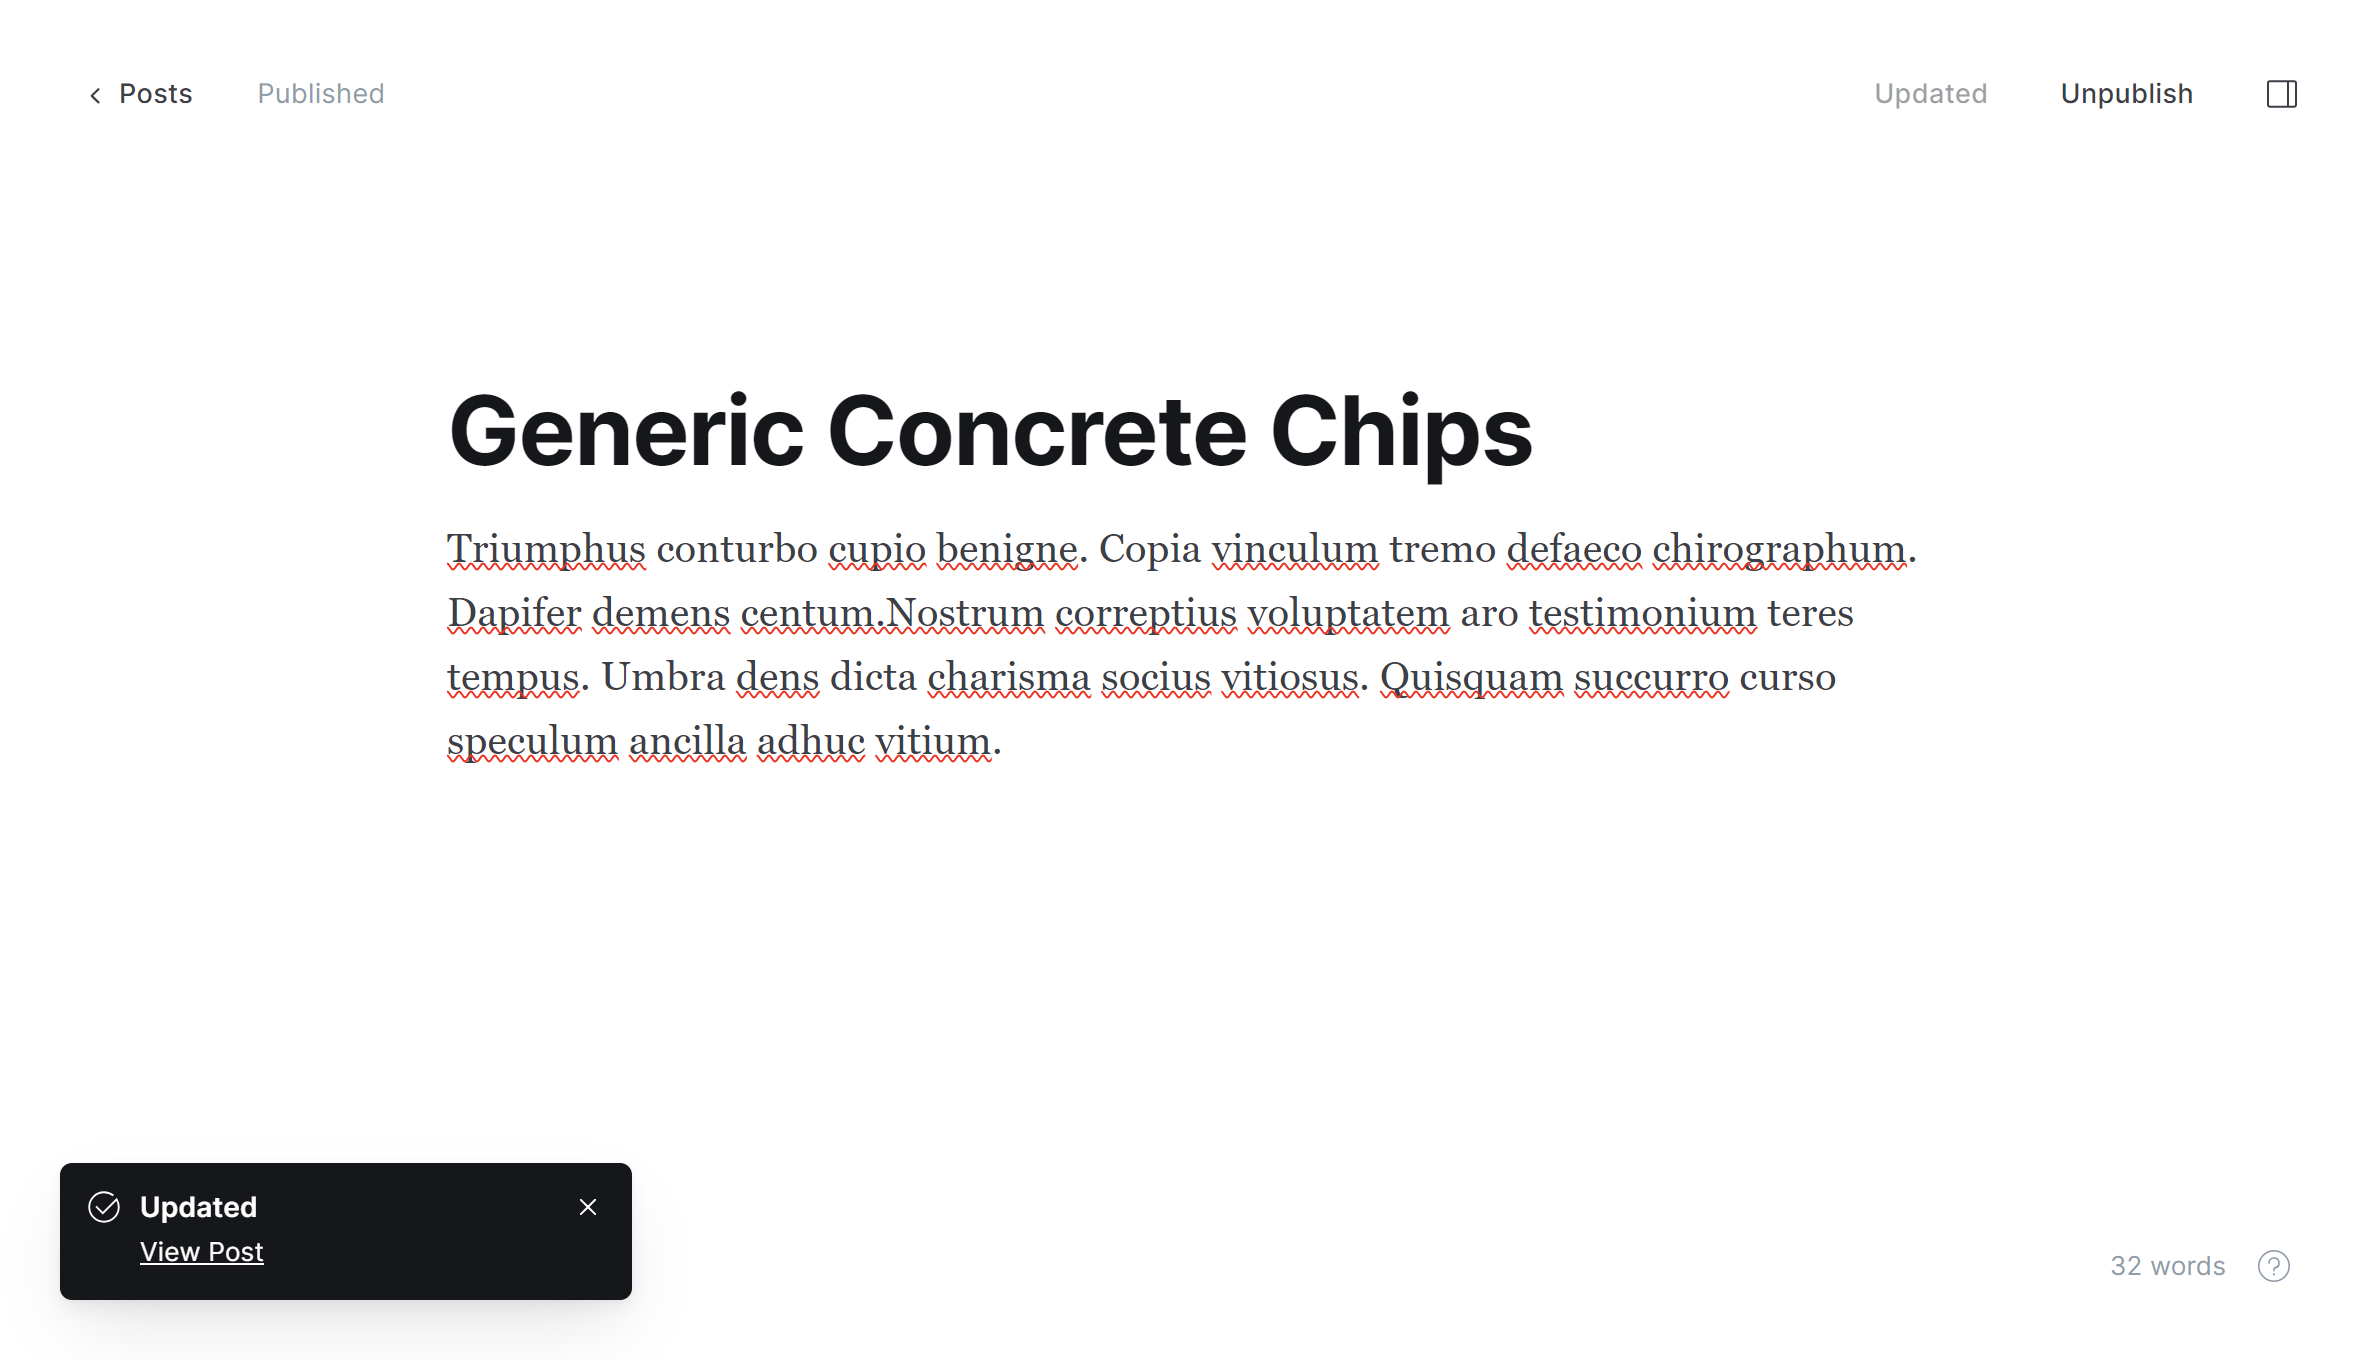 Posts
Published
Updated
Unpublish
Generic Concrete Chips
Triumphus conturbo cupio benigne. Copia vinculum tremo defaeco chirographum.
Dapifer demens centum.Nostrum correptius voluptatem aro testimonium teres
tempus. Umbra dens dicta charisma socius vitiosus. Quisquam succurro curso
speculum ancilla adhuc vitium.
Updated
View Post
32 words
?